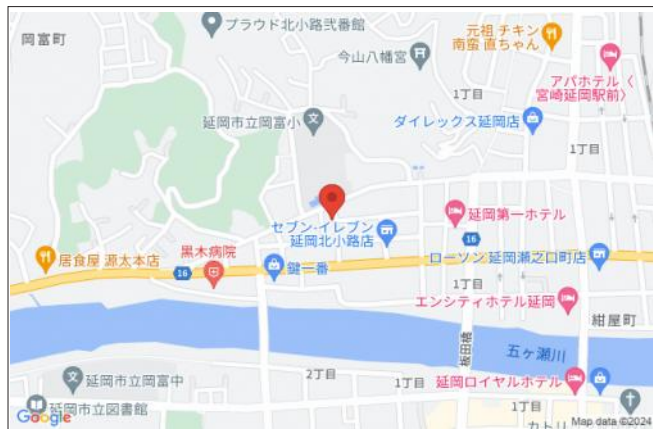 プラウド北小路弐番館
岡富町
元祖 チキン
南蛮 直ちゃん
今山八幡宮
アパホテル〈
宮崎延岡駅前〉
1丁目
延岡市立岡富小
ダイレックス延岡店
1丁目
セブン-イレブン
延岡北小路店
延岡第一ホテル
居食屋 源太本店
黒木病院
16
16
鍵一番
ローソン延岡瀬之口町店
1丁目
エンシティホテル延岡
紺屋町
板田橋
五ヶ瀬川
延岡市立岡富中
2丁目
1丁目
延岡ロイヤルホテル
延岡市立図書館
1丁目
カトリ
Google
Map data ©2024